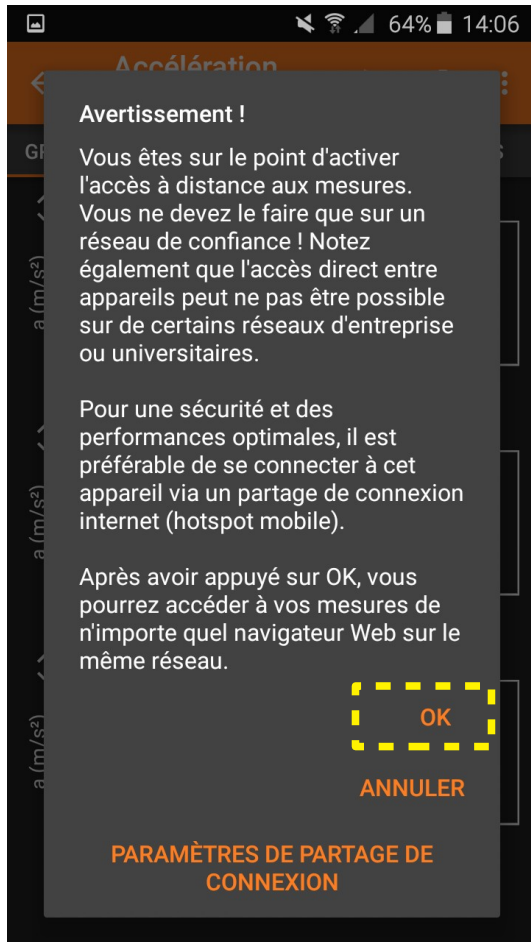 64% 14:06
Accélération
Avertissement !
Vous êtes sur le point d'activer
l'accès à distance aux mesures.
Vous ne devez le faire que sur un
réseau de confiance ! Notez
également que l'accès direct entre
appareils peut ne pas être possible
sur de certains réseaux d'entreprise
ou universitaires.
Pour une sécurité et des
performances optimales, il est
préférable de se connecter à cet
appareil via un partage de connexion
internet (hotspot mobile).
Après avoir appuyé sur OK, vous
pourrez accéder à vos mesures de
n'importe quel navigateur Web sur le
même réseau.
OK
ANNULER
PARAMÈTRES DE PARTAGE DE
CONNEXION
a (m/s²)
a (m/s²)
a (m/s²)